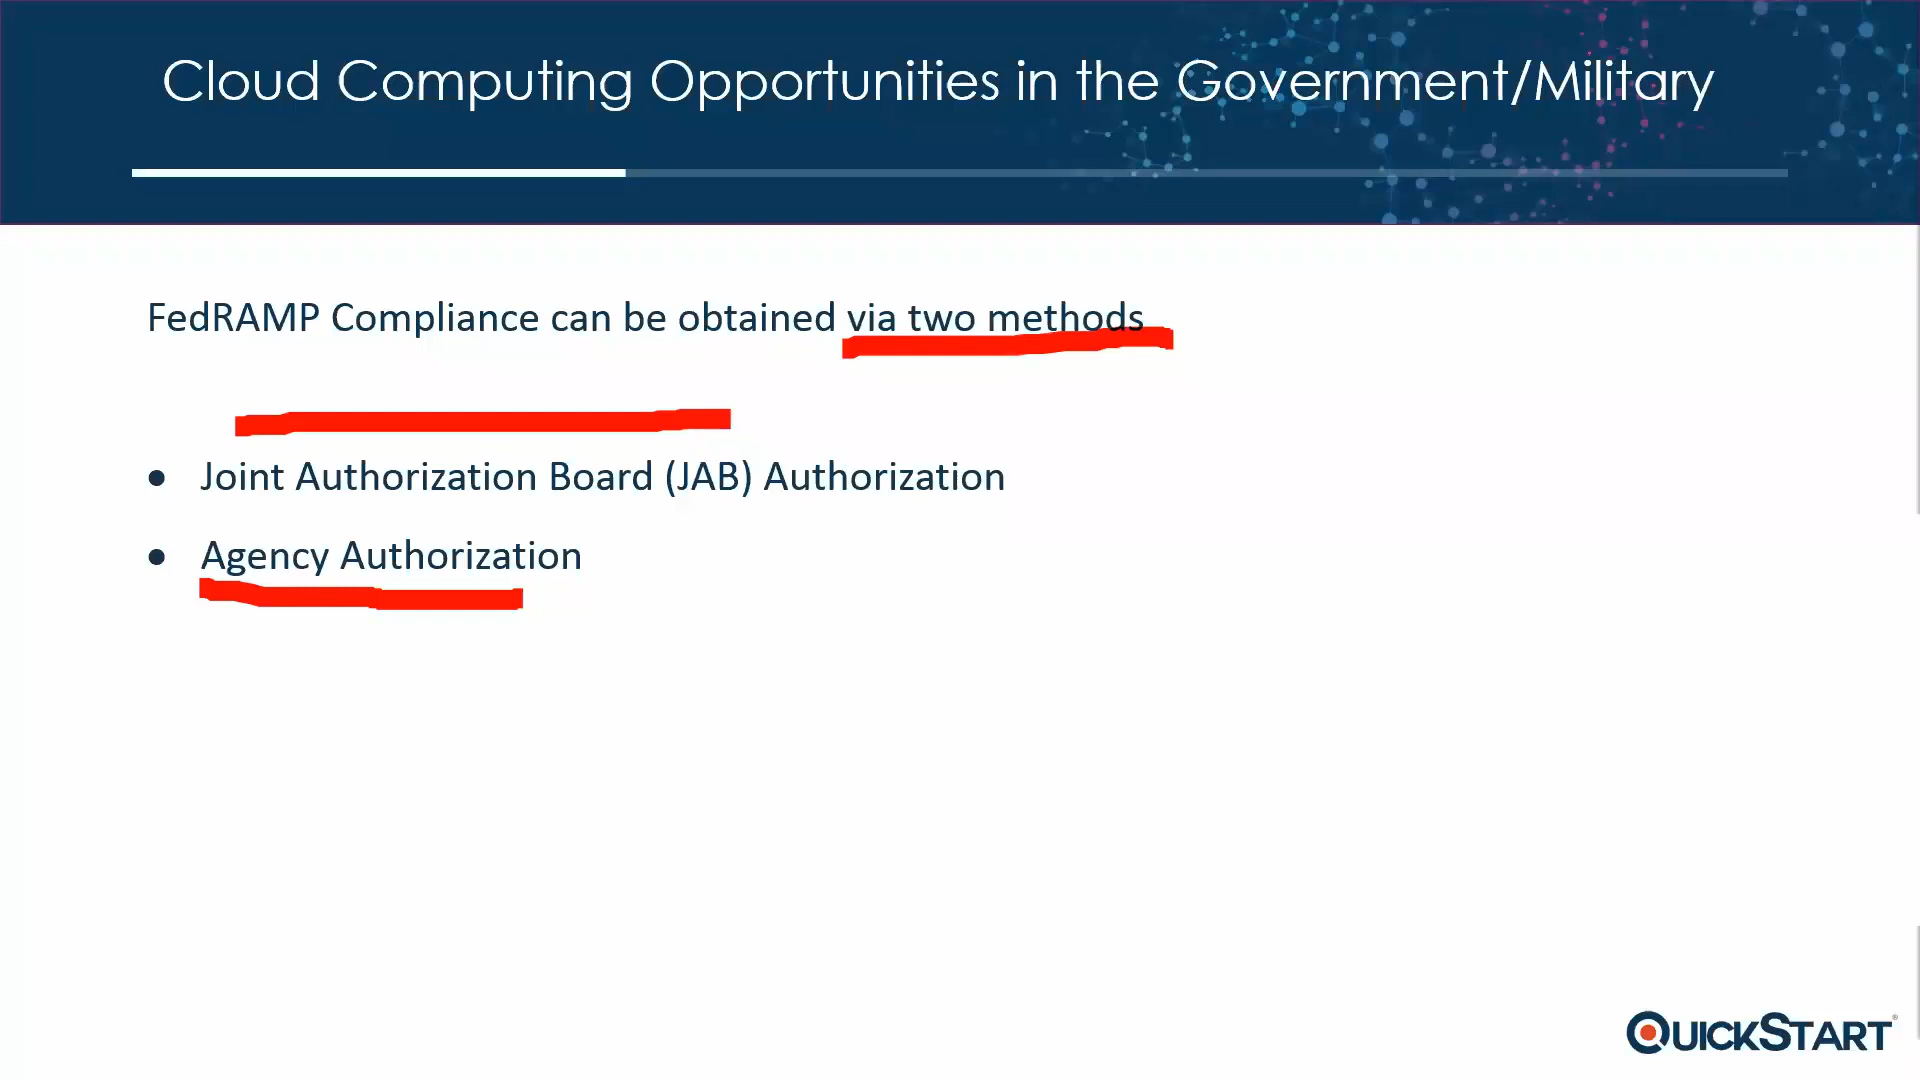 Cloud Computing Opportunities in the Government/Military
FedRAMP Compliance can be obtained via two methods
● Joint Authorization Board (JAB) Authorization
● Agency Authorization
QUICKSTART®